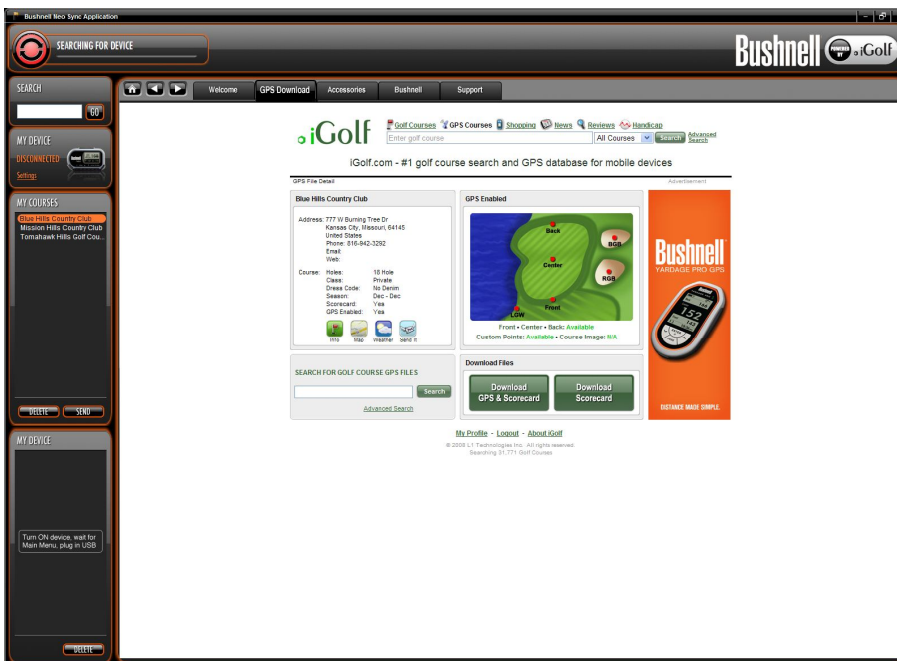 Bushnell Neo Sync Application
SEARCHING FOR DEVICE
Bushnell POWERED BY iGolf
SEARCH
GO
MY DEVICE
DISCONNECTED
Settings
MY COURSES
Blue Hills Country Club
Mission Hills Country Club
Tomahawk Hills Golf Cou...
DELETE SEND
MY DEVICE
Turn ON device, wait for
Main Menu, plug in USB
DELETE
Welcome GPS Download Accessories Bushnell Support
iGolf
Golf Courses GPS Courses Shopping News Reviews Handicap
Enter golf course All Courses Search Advanced Search
iGolf.com - #1 golf course search and GPS database for mobile devices
GPS File Detail
Advertisement
Blue Hills Country Club
Address: 777 W Burning Tree Dr
Kansas City, Missouri, 64145
United States
Phone: 816-942-3292
Email:
Web:
Course: Holes: 18 Hole
Class: Private
Dress Code: No Denim
Season: Dec - Dec
Scorecard: Yes
GPS Enabled: Yes
Info Map Weather Send It
GPS Enabled
Back
BGB
Center
RGB
Front
LGW
Front • Center • Back: Available
Custom Points: Available • Course Image: N/A
SEARCH FOR GOLF COURSE GPS FILES
Search
Advanced Search
Download Files
Download
GPS & Scorecard
Download
Scorecard
Bushnell
YARDAGE PRO GPS
152
DISTANCE MADE SIMPLE.
My Profile - Logout - About iGolf
© 2008 L1 Technologies Inc. All rights reserved
Searching 31,771 Golf Courses